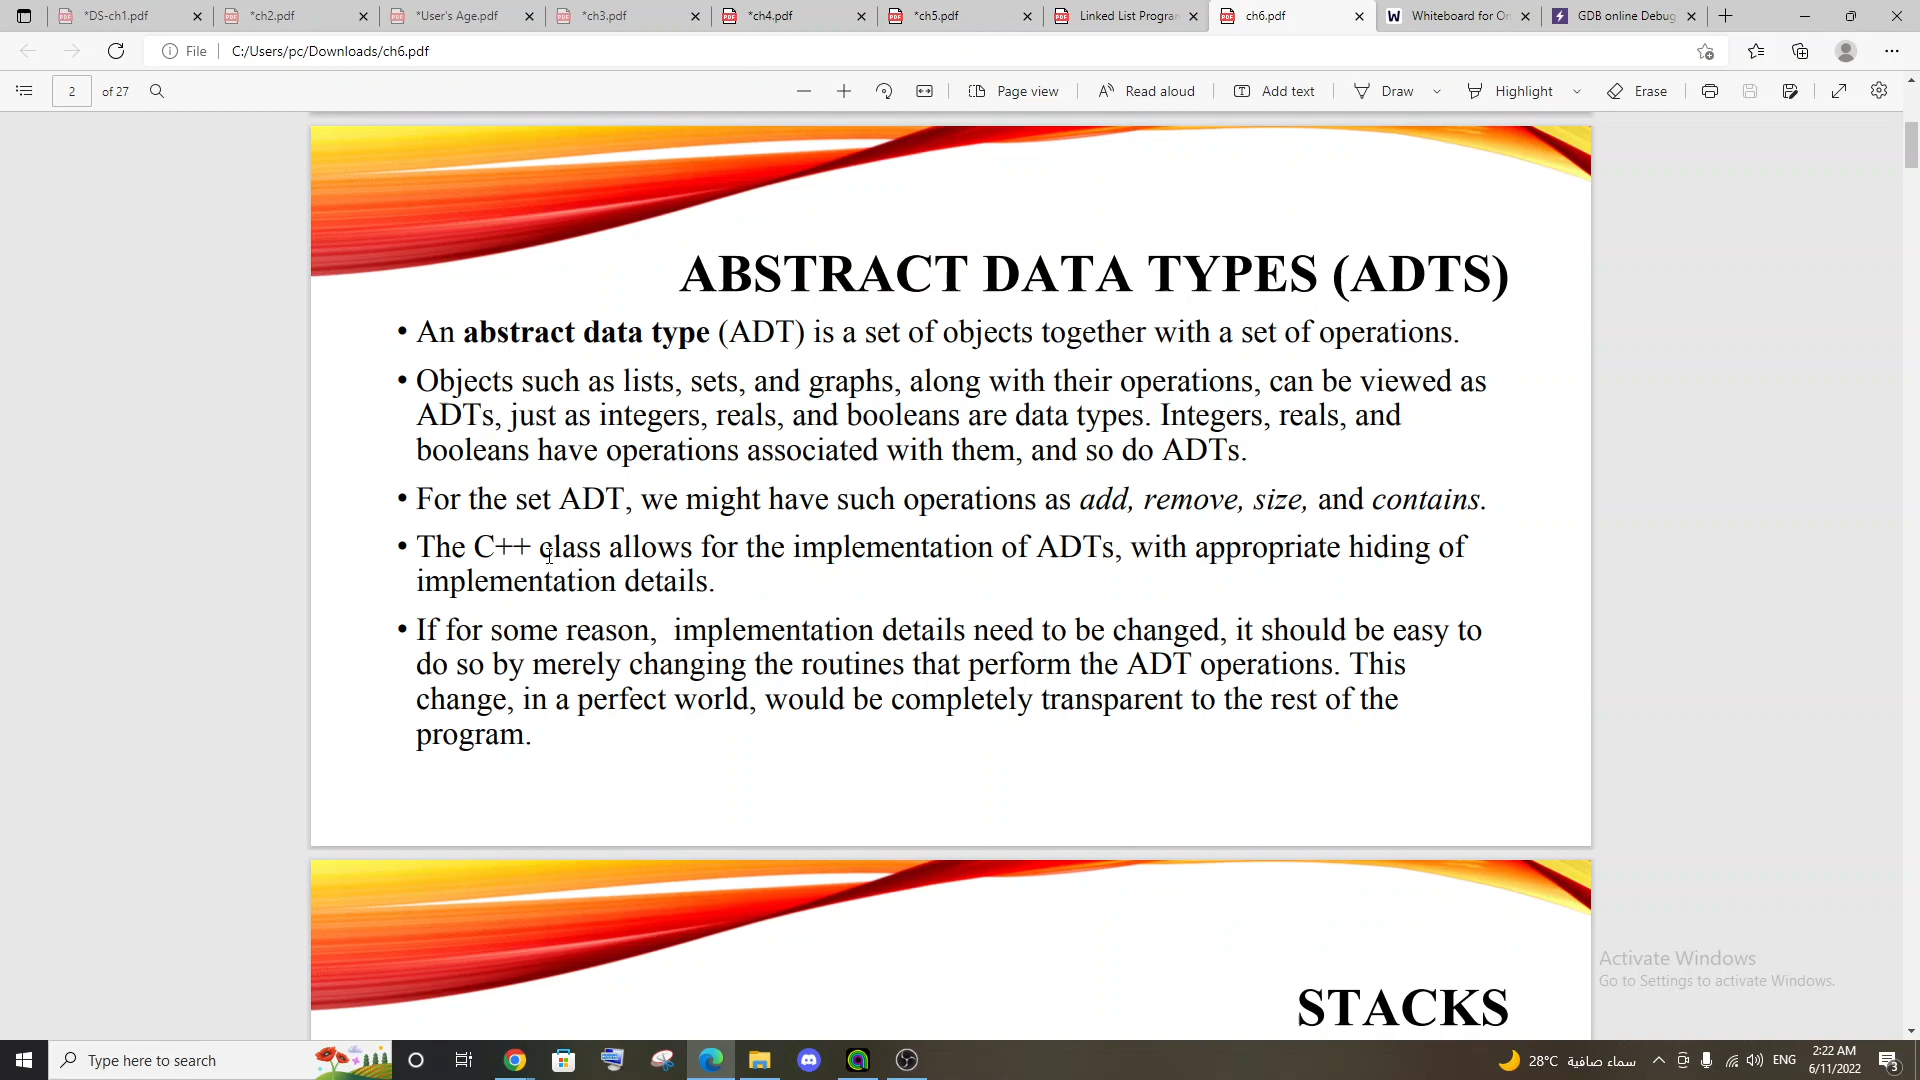 *DS-ch1.pdf
*ch2.pdf
*User's Age.pdf
*ch3.pdf
*ch4.pdf
*ch5.pdf
Linked List Progra
ch6.pdf
Whiteboard for On
GDB online Debug
File
C:/Users/pc/Downloads/ch6.pdf
2
of 27
Page view
Read aloud
Add text
Draw
Highlight
Erase
ABSTRACT DATA TYPES (ADTS)
• An abstract data type (ADT) is a set of objects together with a set of operations.
• Objects such as lists, sets, and graphs, along with their operations, can be viewed as
ADTs, just as integers, reals, and booleans are data types. Integers, reals, and
booleans have operations associated with them, and so do ADTs.
• For the set ADT, we might have such operations as add, remove, size, and contains.
• The C++ class allows for the implementation of ADTs, with appropriate hiding of
implementation details.
• If for some reason, implementation details need to be changed, it should be easy to
do so by merely changing the routines that perform the ADT operations. This
change, in a perfect world, would be completely transparent to the rest of the
program.
Activate Windows
Go to Settings to activate Windows.
STACKS
Type here to search
28°C سماء صافية
ENG
2:22 AM
6/11/2022
3